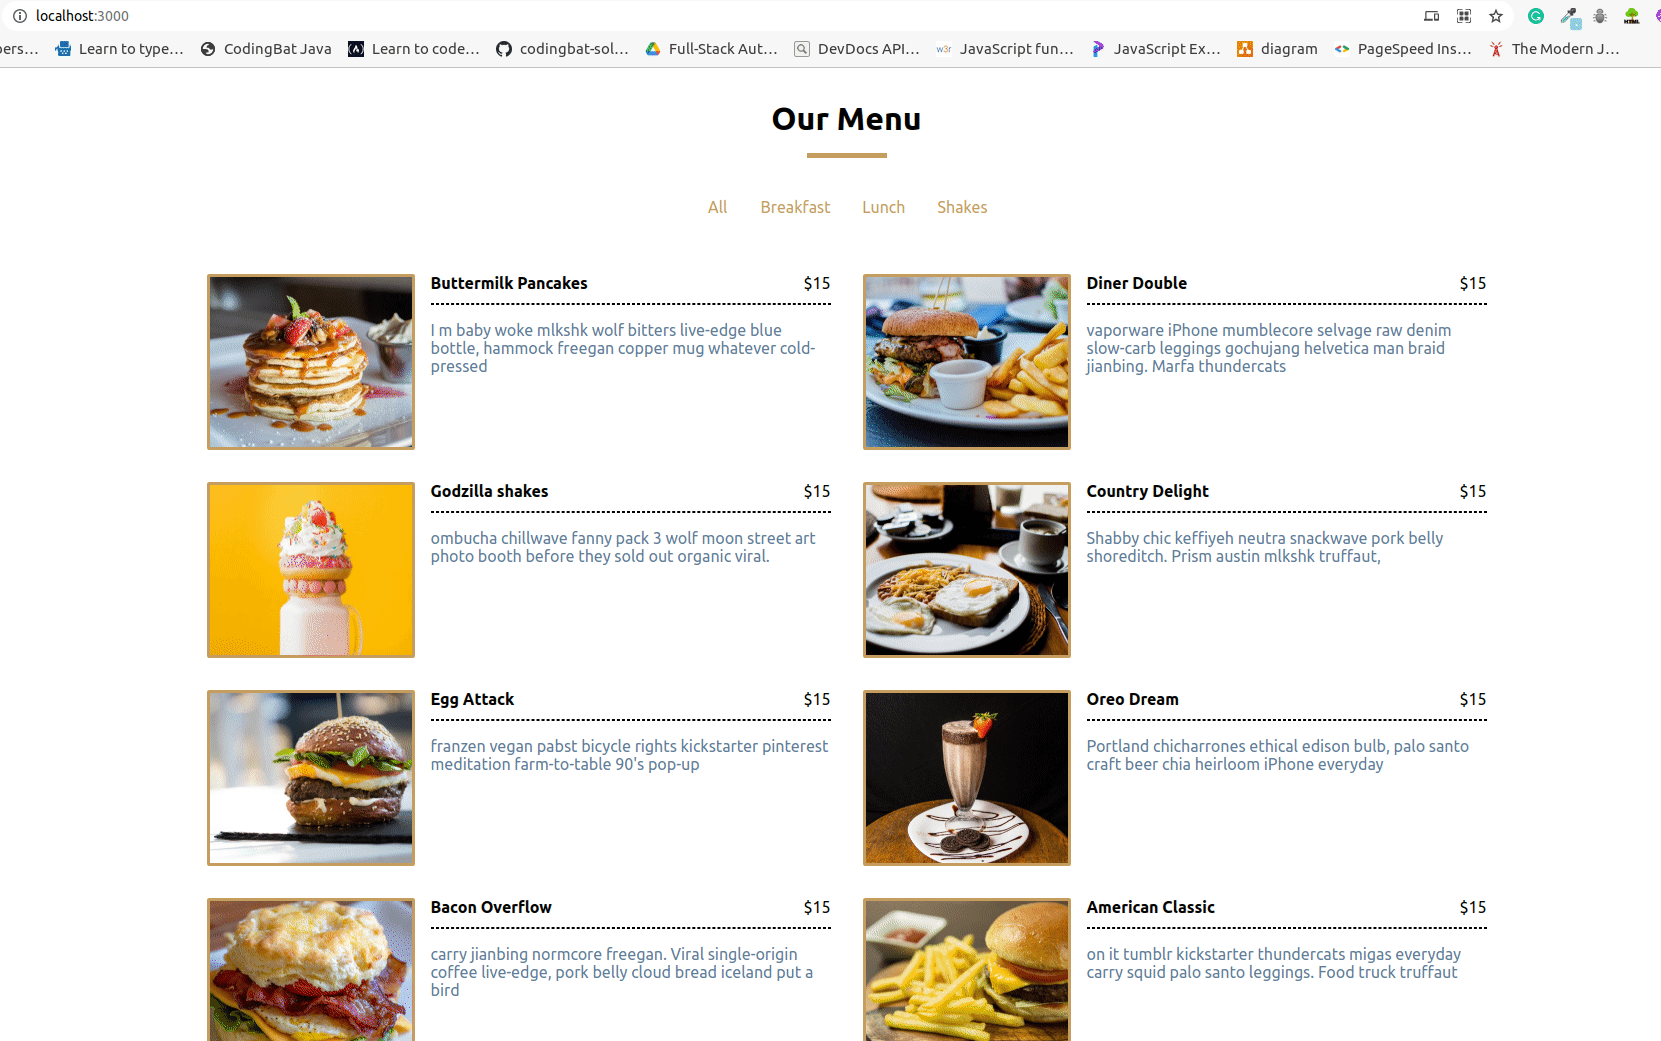 localhost:3000
pers… Learn to type… CodingBat Java Learn to code… codingbat-sol… Full-Stack Aut… DevDocs API… w3r JavaScript fun… JavaScript Ex… diagram PageSpeed Ins… The Modern J…
Our Menu
All Breakfast Lunch Shakes
Buttermilk Pancakes $15
I m baby woke mlkshk wolf bitters live-edge blue
bottle, hammock freegan copper mug whatever cold-
pressed
Diner Double $15
vaporware iPhone mumblecore selvage raw denim
slow-carb leggings gochujang helvetica man braid
jianbing. Marfa thundercats
Godzilla shakes $15
ombucha chillwave fanny pack 3 wolf moon street art
photo booth before they sold out organic viral.
Country Delight $15
Shabby chic keffiyeh neutra snackwave pork belly
shoreditch. Prism austin mlkshk truffaut,
Egg Attack $15
franzen vegan pabst bicycle rights kickstarter pinterest
meditation farm-to-table 90's pop-up
Oreo Dream $15
Portland chicharrones ethical edison bulb, palo santo
craft beer chia heirloom iPhone everyday
Bacon Overflow $15
carry jianbing normcore freegan. Viral single-origin
coffee live-edge, pork belly cloud bread iceland put a
bird
American Classic $15
on it tumblr kickstarter thundercats migas everyday
carry squid palo santo leggings. Food truck truffaut